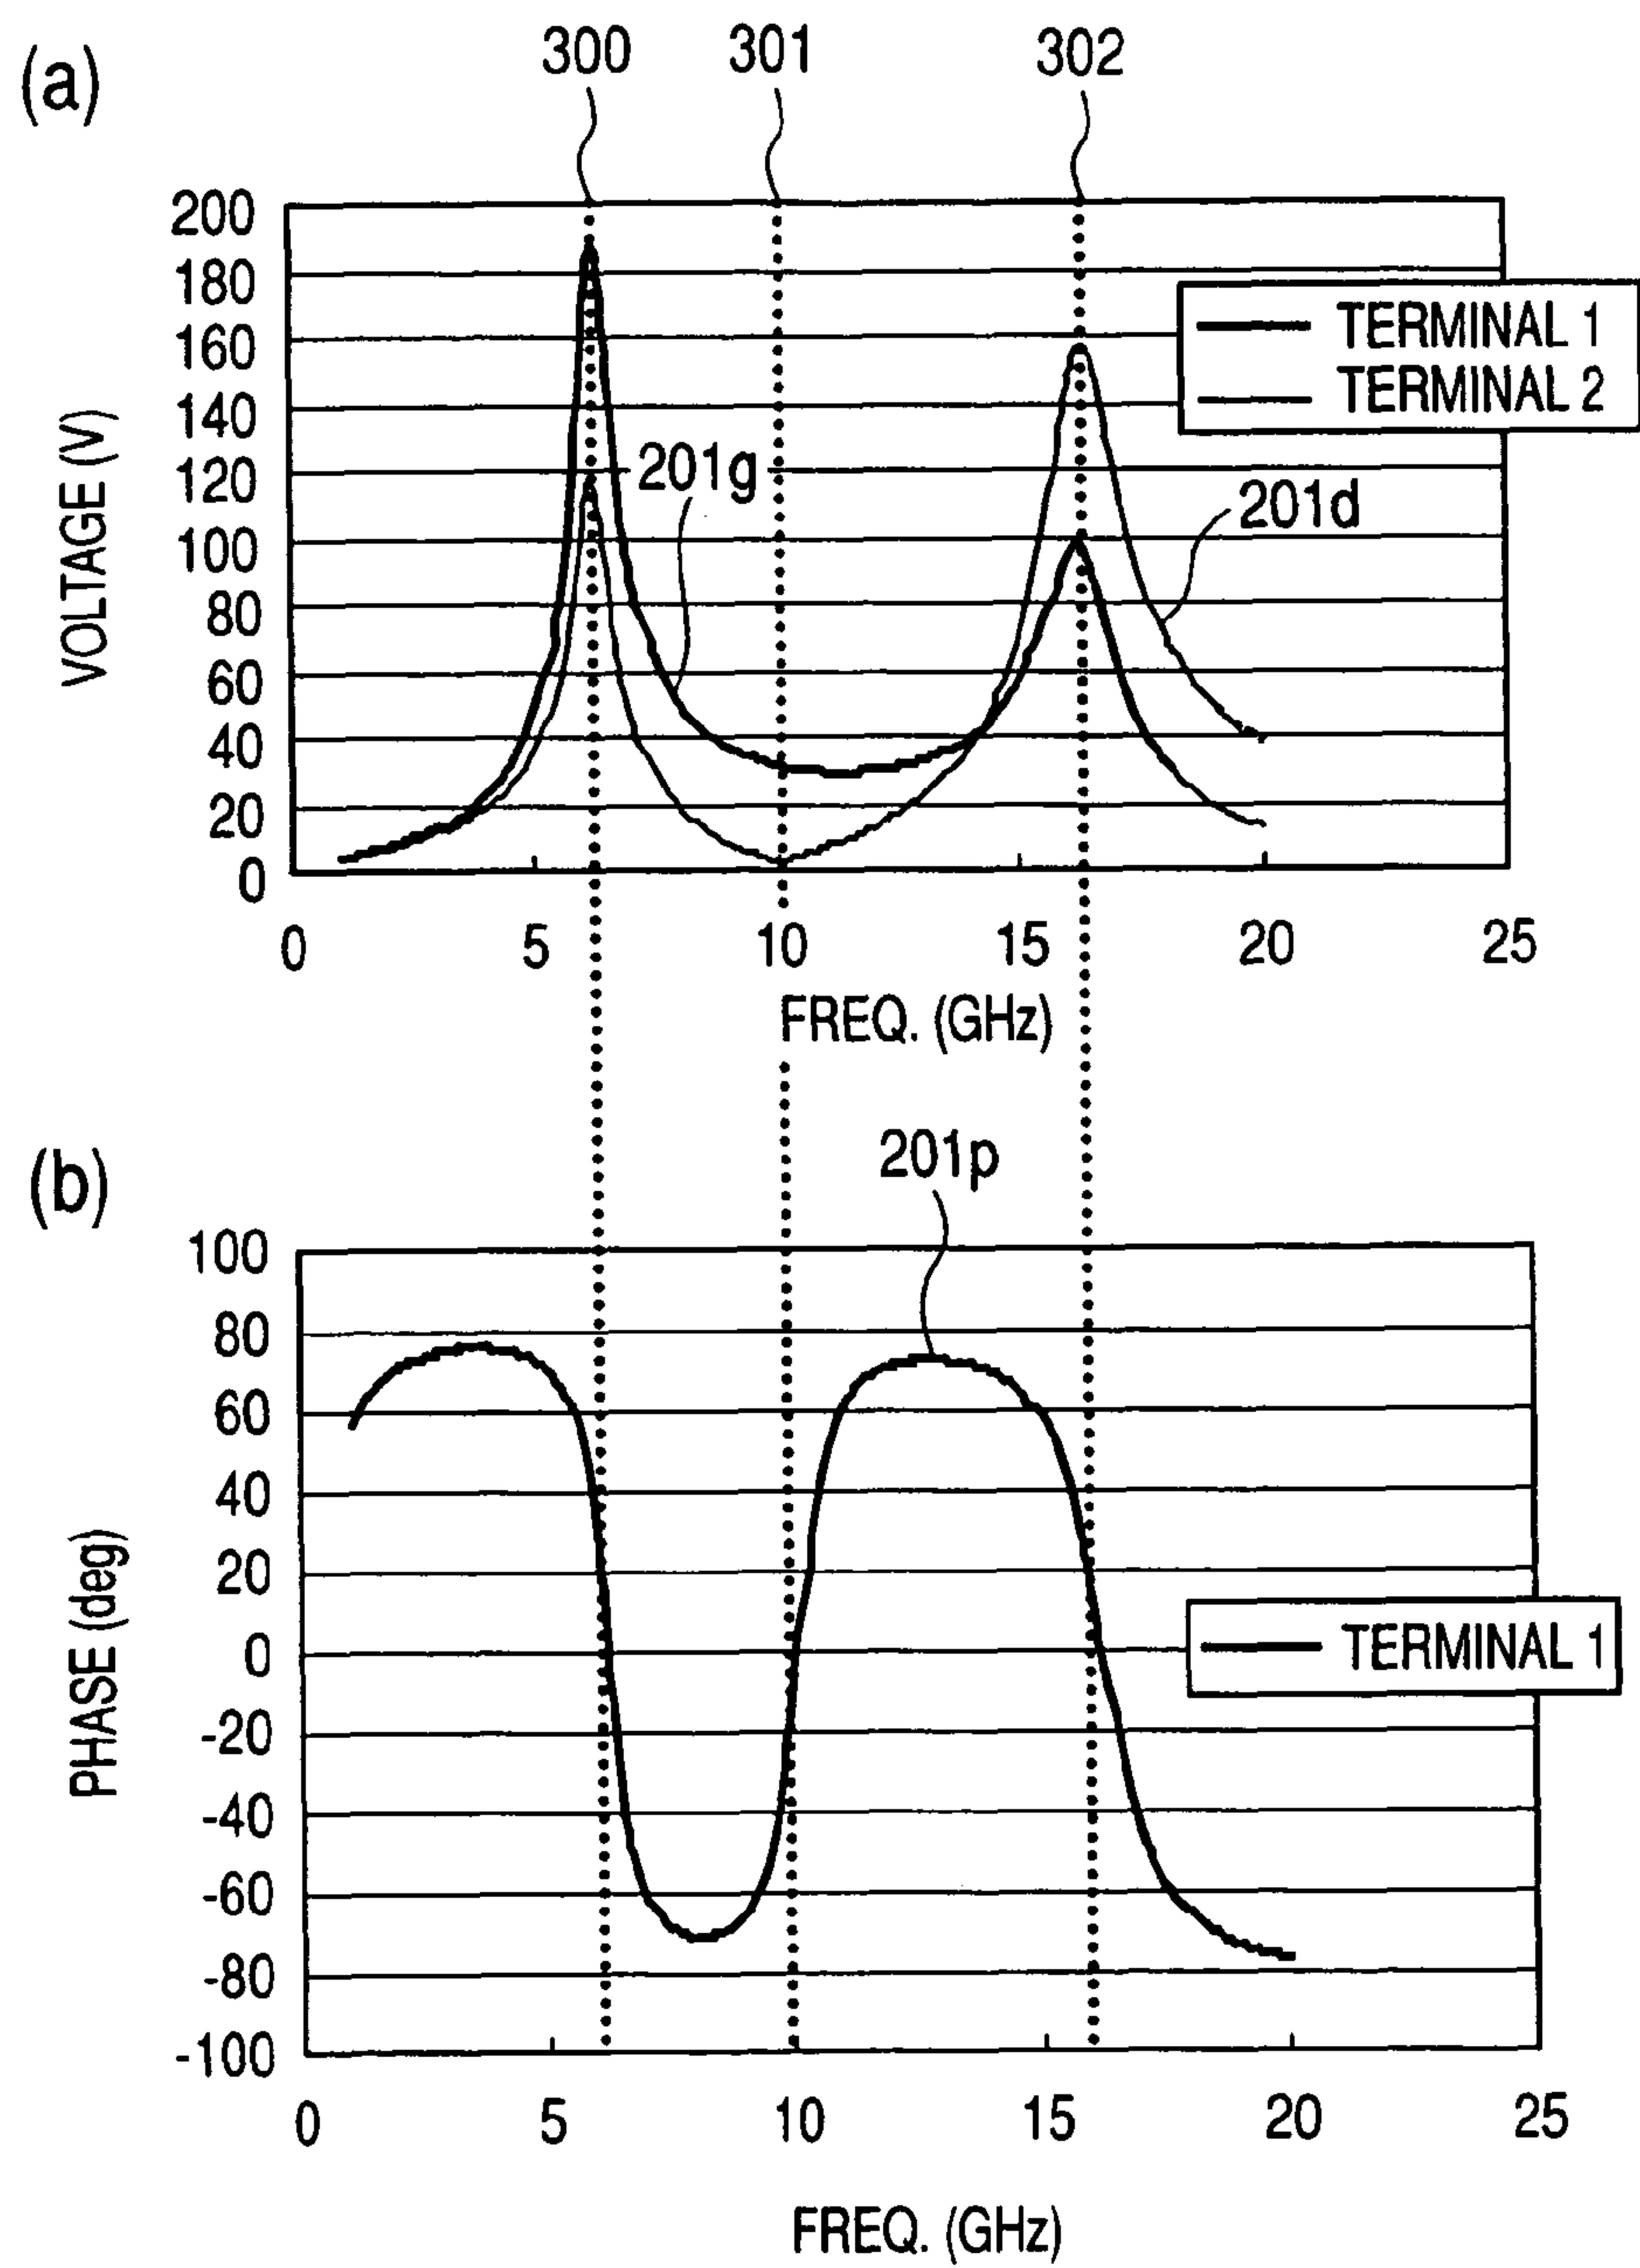 (a)
300 301 302
200
180
160
140
120
100
80
60
40
20
0
VOLTAGE (V)
TERMINAL 1
TERMINAL 2
201g
201d
0 5 10 15 20 25
FREQ. (GHz)
(b)
201p
100
80
60
40
20
0
-20
-40
-60
-80
-100
PHASE (deg)
TERMINAL 1
0 5 10 15 20 25
FREQ. (GHz)